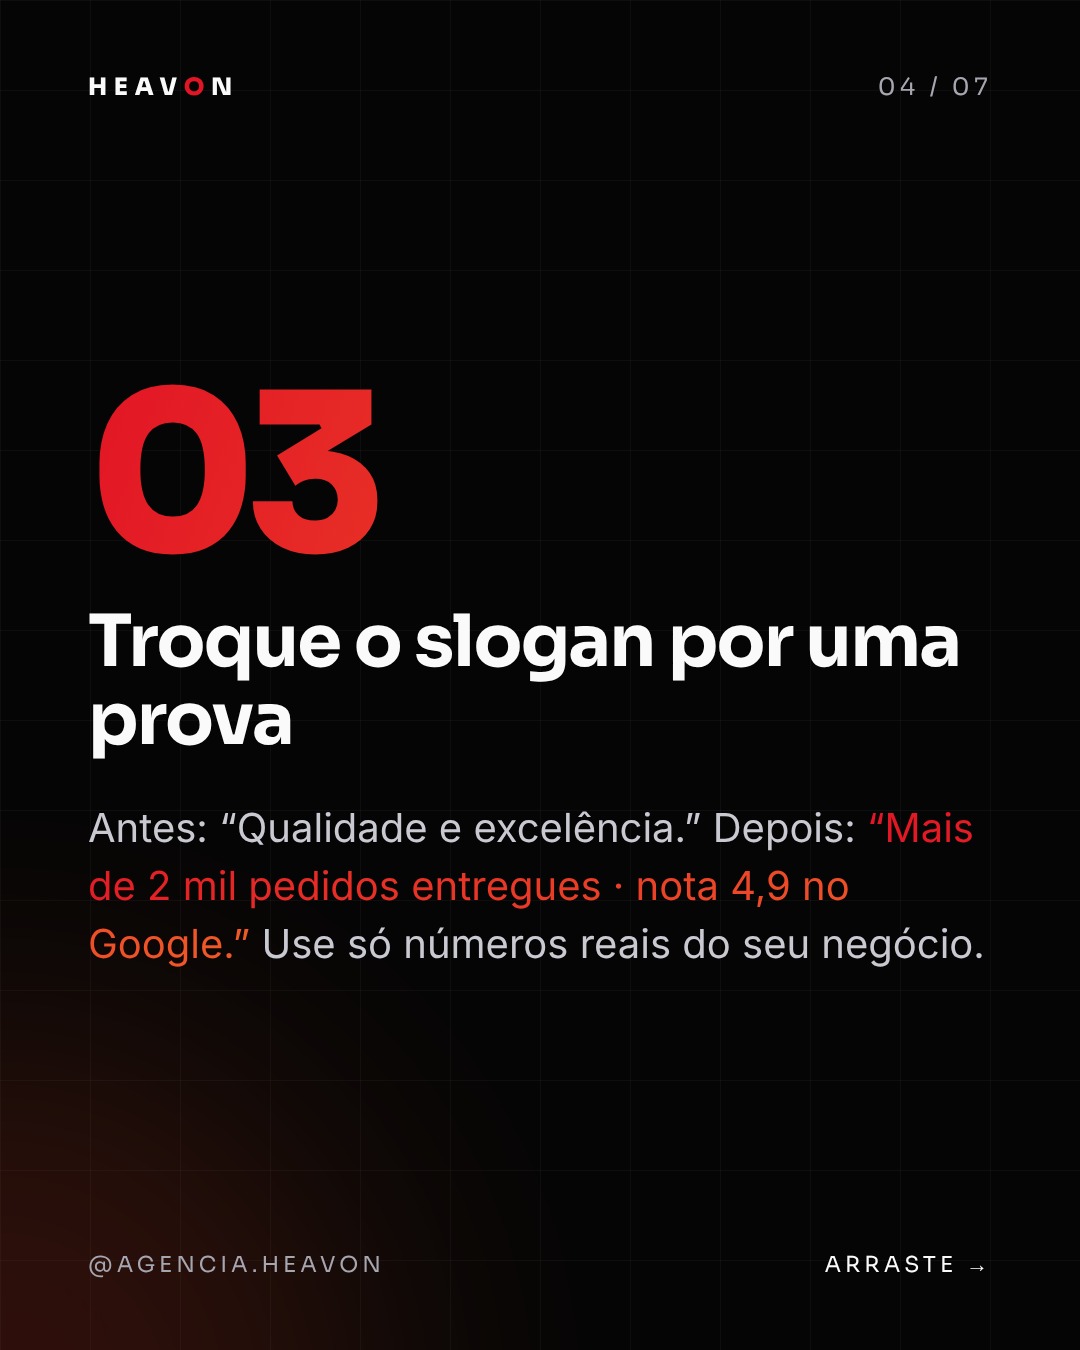 HEAVON
04 / 07
03
Troque o slogan por uma
prova
Antes: “Qualidade e excelência.” Depois: “Mais
de 2 mil pedidos entregues · nota 4,9 no
Google.” Use só números reais do seu negócio.
@AGENCIA.HEAVON
ARRASTE →